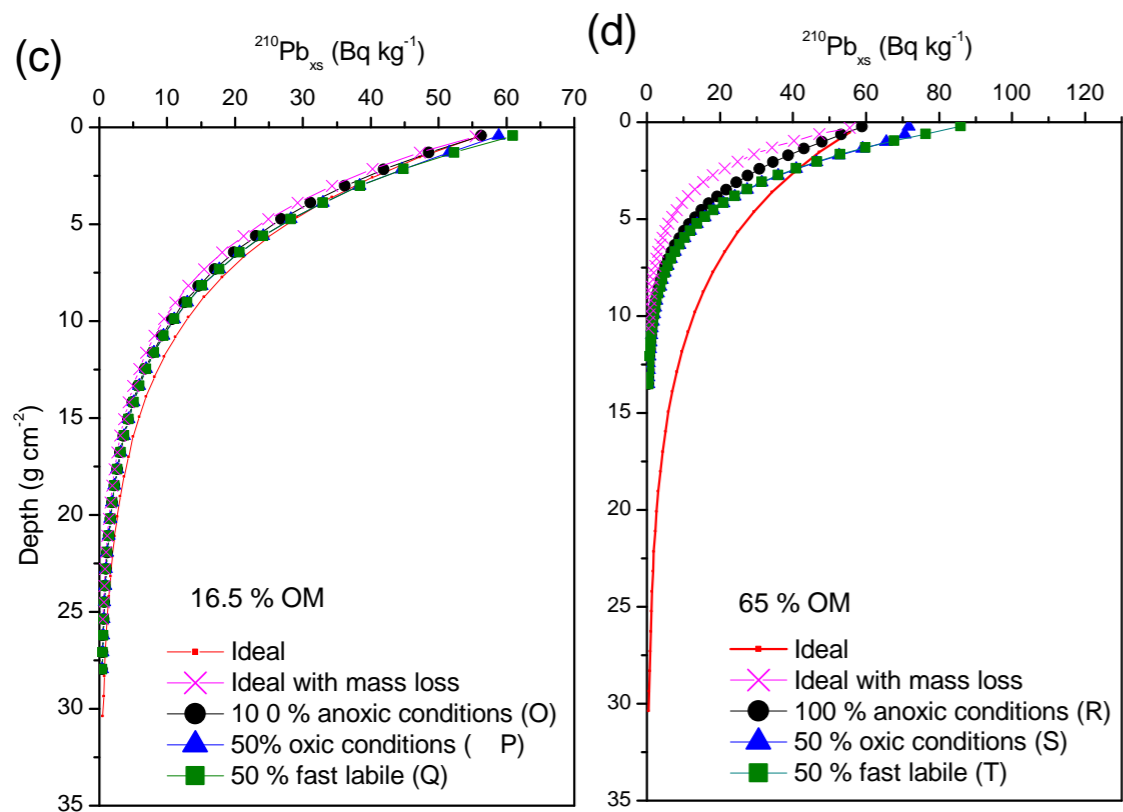 (c)
²¹⁰Pbxs (Bq kg⁻¹)
0 10 20 30 40 50 60 70
0
5
10
15
20
25
30
35
Depth (g cm⁻²)
16.5 % OM
Ideal
Ideal with mass loss
10 0 % anoxic conditions (O)
50% oxic conditions ( P)
50 % fast labile (Q)
(d)
²¹⁰Pbxs (Bq kg⁻¹)
0 20 40 60 80 100 120
0
5
10
15
20
25
30
35
65 % OM
Ideal
Ideal with mass loss
100 % anoxic conditions (R)
50 % oxic conditions (S)
50 % fast labile (T)